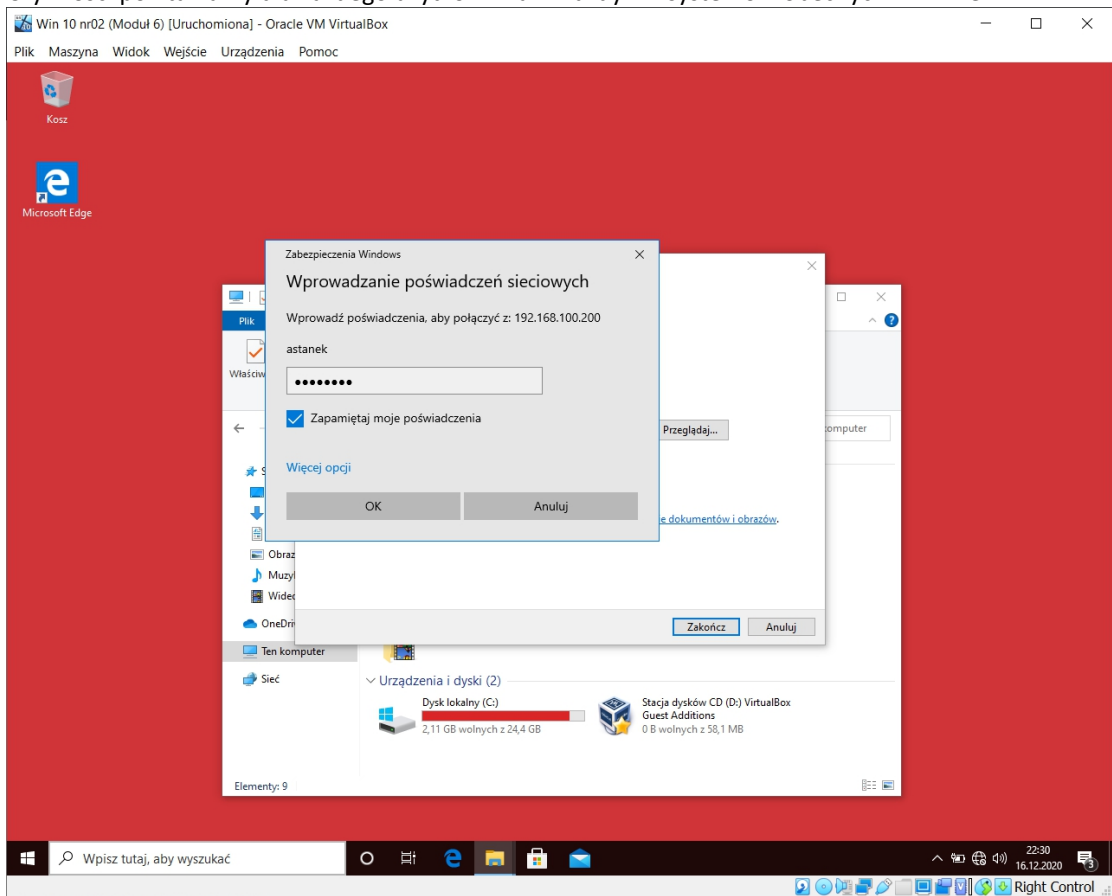 Win 10 nr02 (Moduł 6) [Uruchomiona] - Oracle VM VirtualBox
Plik Maszyna Widok Wejście Urządzenia Pomoc
Kosz
Microsoft Edge
Zabezpieczenia Windows
Wprowadzanie poświadczeń sieciowych
Wprowadź poświadczenia, aby połączyć z: 192.168.100.200
astanek
Zapamiętaj moje poświadczenia
Więcej opcji
OK Anuluj
Plik
Właściw
Przeglądaj...
omputer
e dokumentów i obrazów.
Obraz
Muzy
Wide
OneDri
Zakończ Anuluj
Ten komputer
Sieć
Urządzenia i dyski (2)
Dysk lokalny (C:)
2,11 GB wolnych z 24,4 GB
Stacja dysków CD (D:) VirtualBox
Guest Additions
0 B wolnych z 58,1 MB
Elementy: 9
Wpisz tutaj, aby wyszukać
22:30
16.12.2020
3
Right Control